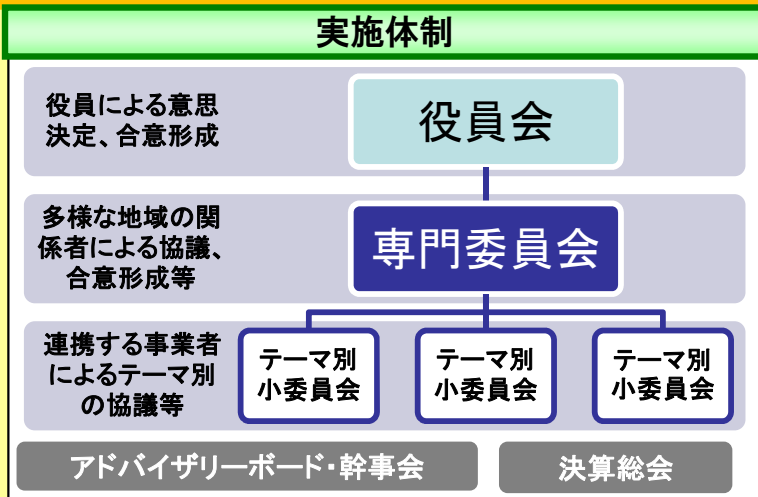 実施体制
役員による意思
決定、合意形成
役員会
多様な地域の関
係者による協議、
合意形成等
専門委員会
連携する事業者
によるテーマ別
の協議等
テーマ別
小委員会
テーマ別
小委員会
テーマ別
小委員会
アドバイザリーボード・幹事会
決算総会